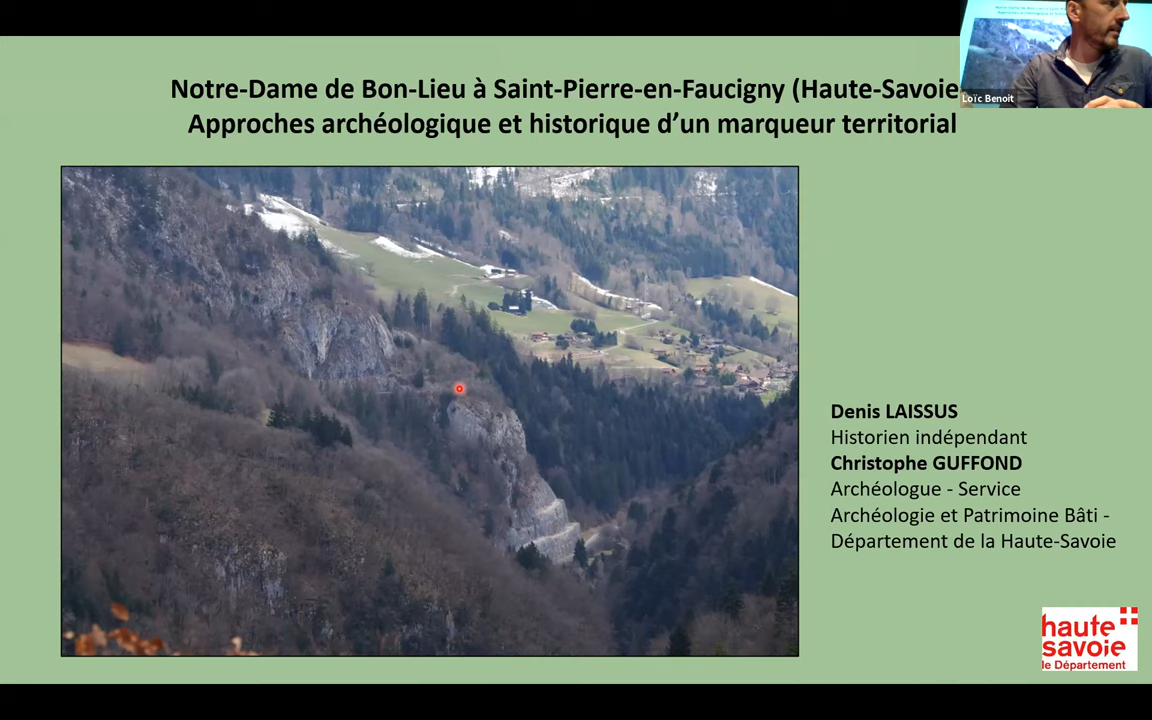 Notre-Dame de Bon-Lieu à Saint-Pierre-en-Faucigny (Haute-Savoie
Approches archéologique et historique d’un marqueur territorial
Loïc Benoit
Denis LAISSUS
Historien indépendant
Christophe GUFFOND
Archéologue - Service
Archéologie et Patrimoine Bâti -
Département de la Haute-Savoie
haute
savoie
le Département